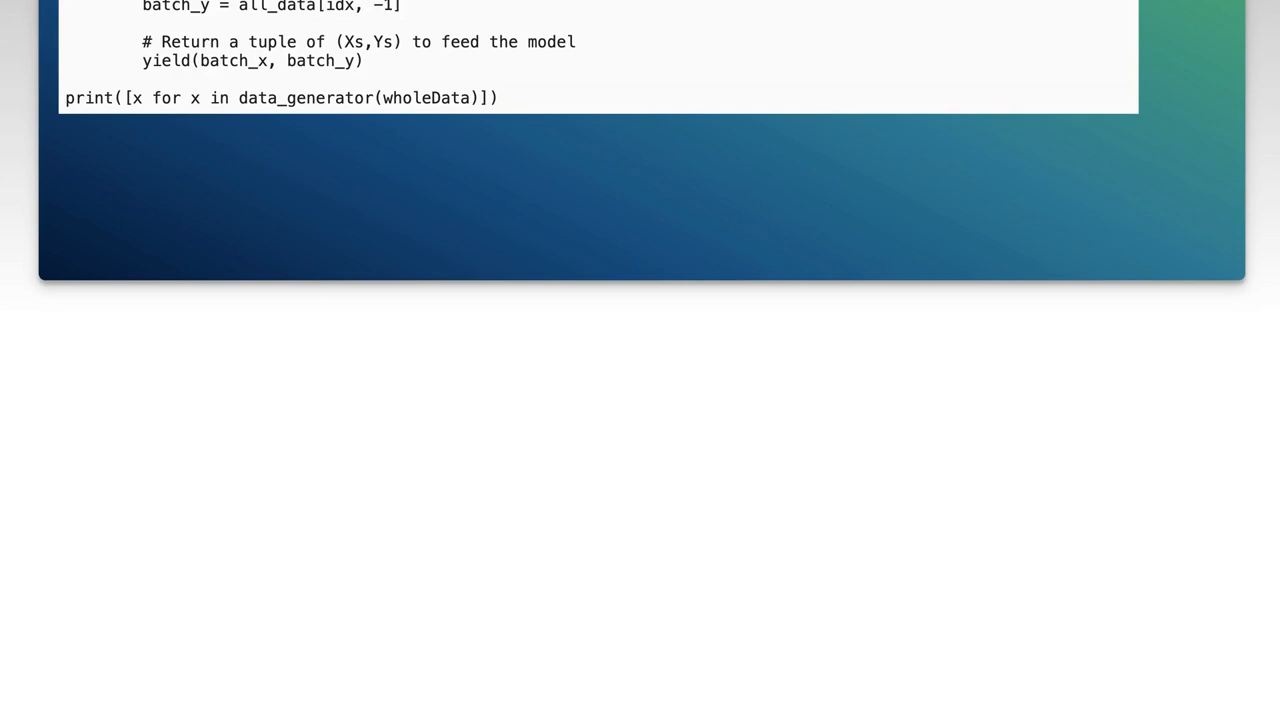 batch_y = all_data[idx, -1]
# Return a tuple of (Xs,Ys) to feed the model
yield(batch_x, batch_y)
print([x for x in data_generator(wholeData)])